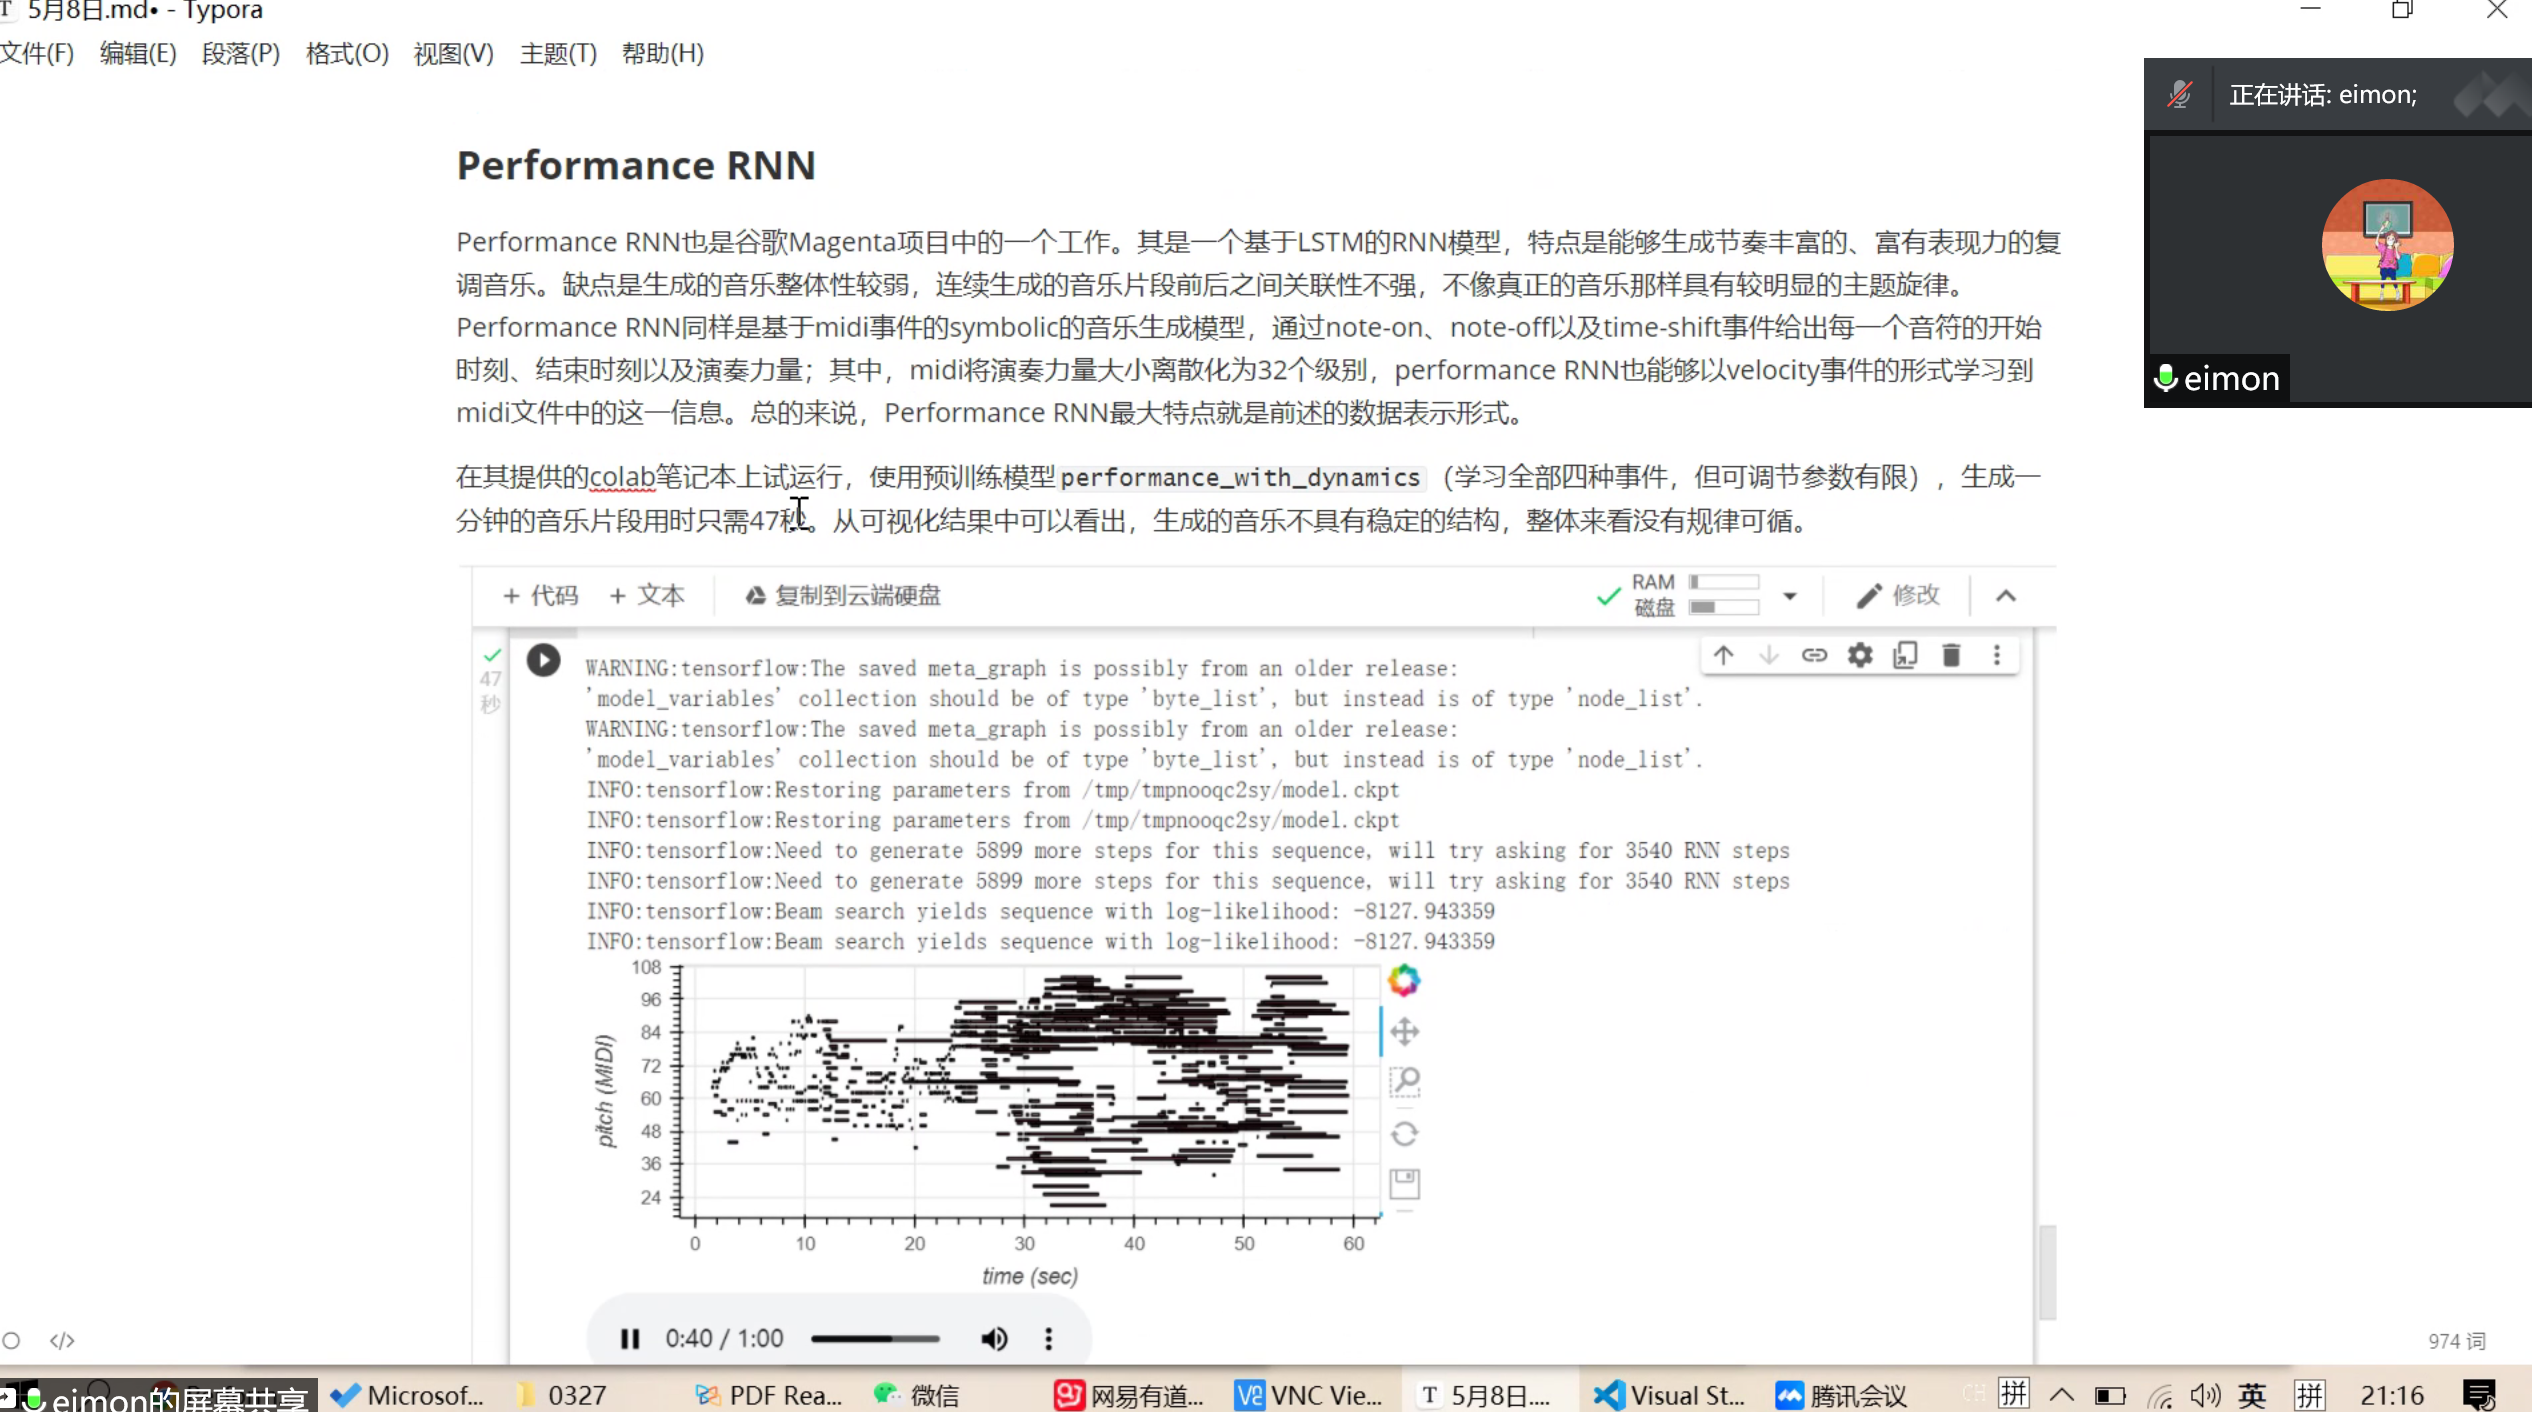 5月8日.md• - Typora
文件(F) 编辑(E) 段落(P) 格式(O) 视图(V) 主题(T) 帮助(H)
正在讲话: eimon;
eimon
Performance RNN
Performance RNN也是谷歌Magenta项目中的一个工作。其是一个基于LSTM的RNN模型，特点是能够生成节奏丰富的、富有表现力的复
调音乐。缺点是生成的音乐整体性较弱，连续生成的音乐片段前后之间关联性不强，不像真正的音乐那样具有较明显的主题旋律。
Performance RNN同样是基于midi事件的symbolic的音乐生成模型，通过note-on、note-off以及time-shift事件给出每一个音符的开始
时刻、结束时刻以及演奏力量；其中，midi将演奏力量大小离散化为32个级别，performance RNN也能够以velocity事件的形式学习到
midi文件中的这一信息。总的来说，Performance RNN最大特点就是前述的数据表示形式。
在其提供的colab笔记本上试运行，使用预训练模型performance_with_dynamics（学习全部四种事件，但可调节参数有限），生成一
分钟的音乐片段用时只需47秒。从可视化结果中可以看出，生成的音乐不具有稳定的结构，整体来看没有规律可循。
+ 代码 + 文本 复制到云端硬盘
RAM
磁盘
修改
47
秒
WARNING:tensorflow:The saved meta_graph is possibly from an older release:
'model_variables' collection should be of type 'byte_list', but instead is of type 'node_list'.
WARNING:tensorflow:The saved meta_graph is possibly from an older release:
'model_variables' collection should be of type 'byte_list', but instead is of type 'node_list'.
INFO:tensorflow:Restoring parameters from /tmp/tmpnooqc2sy/model.ckpt
INFO:tensorflow:Restoring parameters from /tmp/tmpnooqc2sy/model.ckpt
INFO:tensorflow:Need to generate 5899 more steps for this sequence, will try asking for 3540 RNN steps
INFO:tensorflow:Need to generate 5899 more steps for this sequence, will try asking for 3540 RNN steps
INFO:tensorflow:Beam search yields sequence with log-likelihood: -8127.943359
INFO:tensorflow:Beam search yields sequence with log-likelihood: -8127.943359
108
96
84
72
60
48
36
24
pitch (MIDI)
0 10 20 30 40 50 60
time (sec)
0:40 / 1:00
974 词
eimon的屏幕共享
Microsof... 0327 PDF Rea... 微信 网易有道... VNC Vie... 5月8日.... Visual St... 腾讯会议 拼 英 拼 21:16